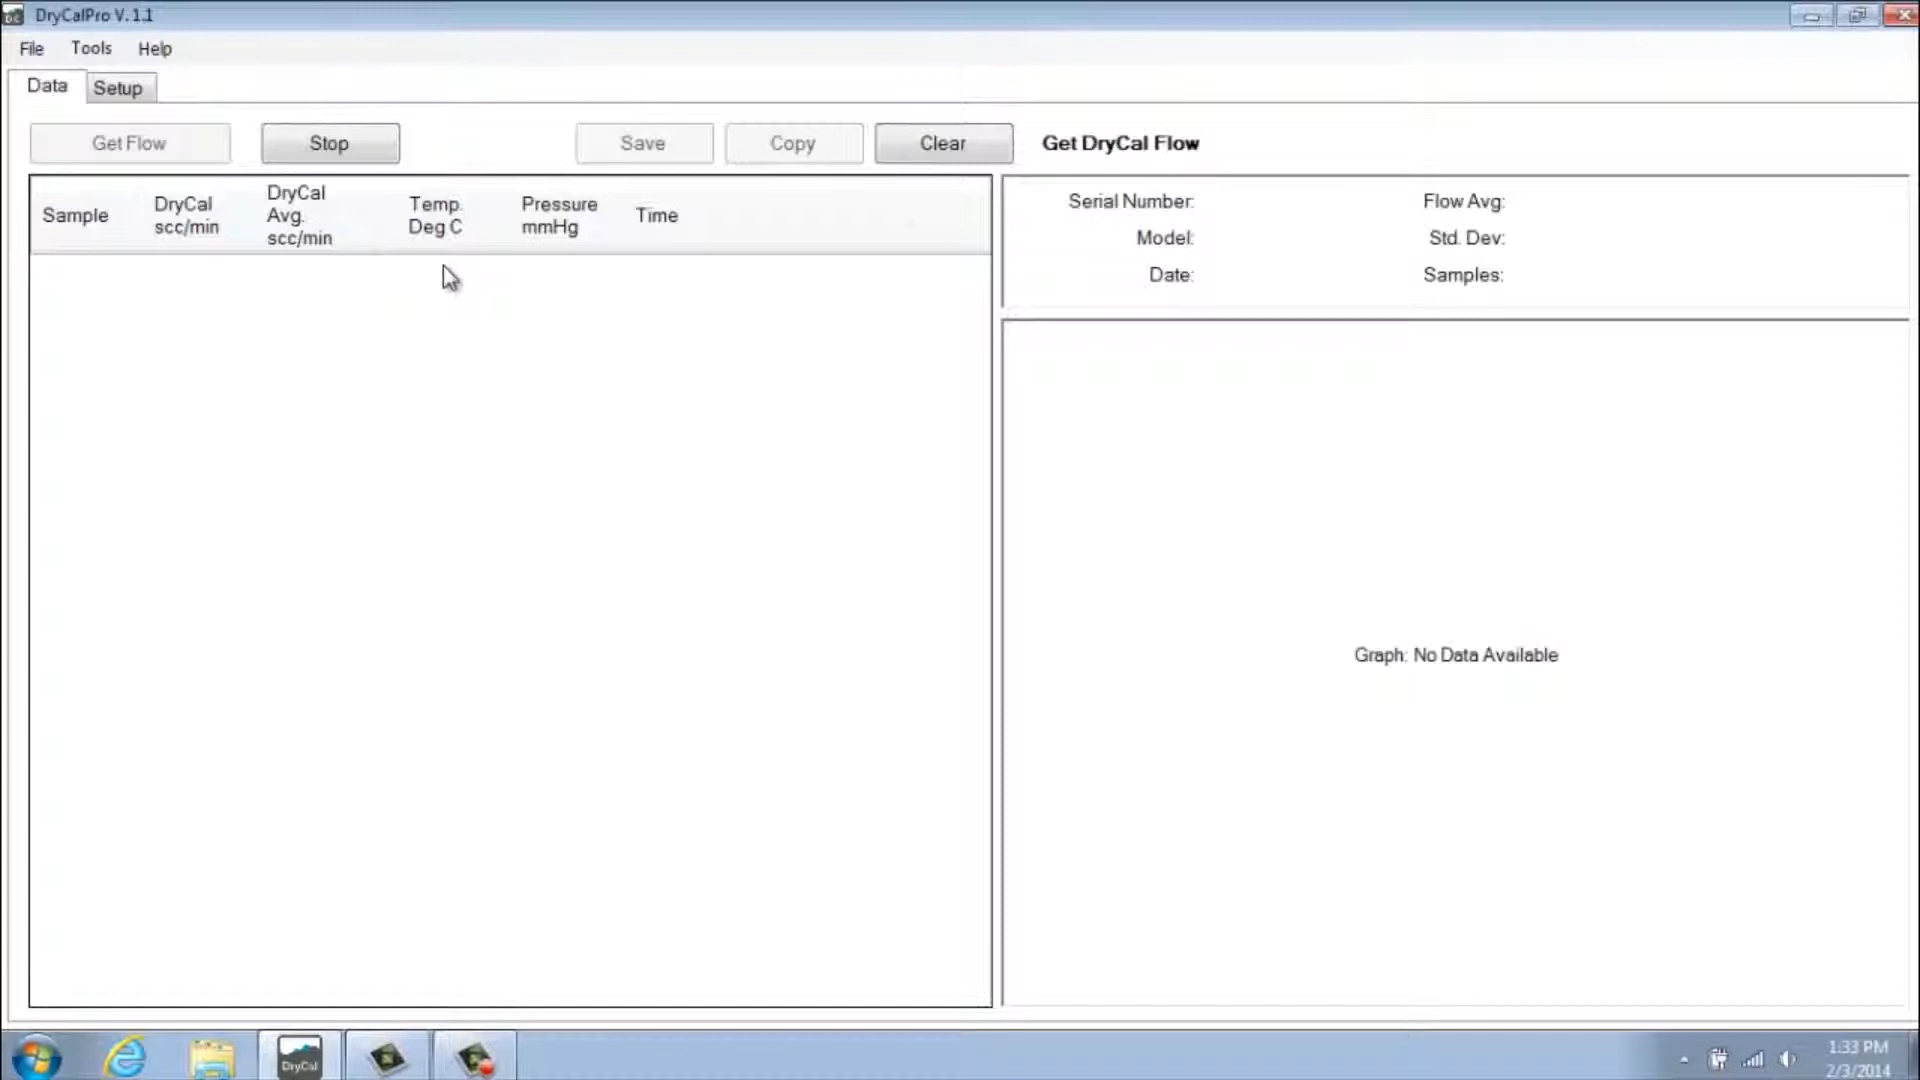 DryCalPro V. 1.1
File Tools Help
Data Setup
Get Flow Stop Save Copy Clear Get DryCal Flow
Sample
DryCal
scc/min
DryCal
Avg.
scc/min
Temp.
Deg C
Pressure
mmHg
Time
Serial Number: Flow Avg:
Model: Std. Dev:
Date: Samples:
Graph: No Data Available
DryCal
1:33 PM
2/3/2014